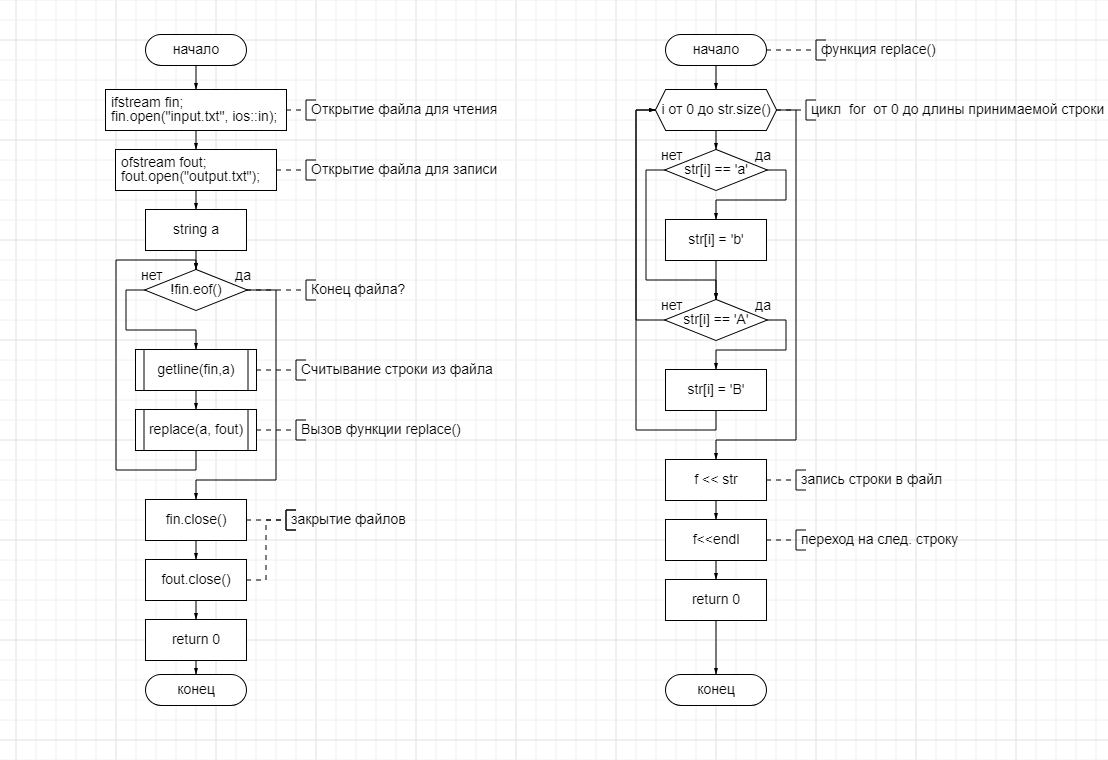 начало
ifstream fin;
fin.open("input.txt", ios::in);
Открытие файла для чтения
ofstream fout;
fout.open("output.txt");
Открытие файла для записи
string a
нет
да
!fin.eof()
Конец файла?
getline(fin,a)
Считывание строки из файла
replace(a, fout)
Вызов функции replace()
fin.close()
закрытие файлов
fout.close()
return 0
конец
начало
функция replace()
i от 0 до str.size()
цикл for от 0 до длины принимаемой строки
нет
да
str[i] == 'a'
str[i] = 'b'
нет
да
str[i] == 'A'
str[i] = 'B'
f << str
запись строки в файл
f<<endl
переход на след. строку
return 0
конец